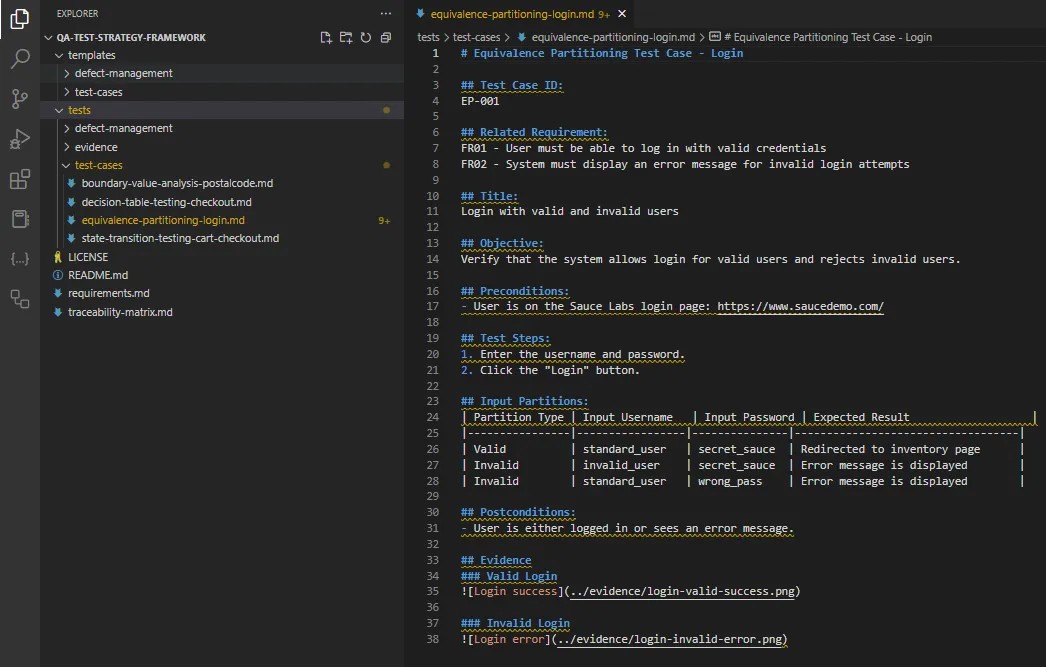 EXPLORER
QA-TEST-STRATEGY-FRAMEWORK
templates
defect-management
test-cases
tests
defect-management
evidence
test-cases
boundary-value-analysis-postalcode.md
decision-table-testing-checkout.md
equivalence-partitioning-login.md 9+
state-transition-testing-cart-checkout.md
LICENSE
README.md
requirements.md
traceability-matrix.md
equivalence-partitioning-login.md 9+
tests > test-cases > equivalence-partitioning-login.md > # Equivalence Partitioning Test Case - Login
1 # Equivalence Partitioning Test Case - Login
2
3 ## Test Case ID:
4 EP-001
5
6 ## Related Requirement:
7 FR01 - User must be able to log in with valid credentials
8 FR02 - System must display an error message for invalid login attempts
9
10 ## Title:
11 Login with valid and invalid users
12
13 ## Objective:
14 Verify that the system allows login for valid users and rejects invalid users.
15
16 ## Preconditions:
17 - User is on the Sauce Labs login page: https://www.saucedemo.com/
18
19 ## Test Steps:
20 1. Enter the username and password.
21 2. Click the "Login" button.
22
23 ## Input Partitions:
24 | Partition Type | Input Username   | Input Password | Expected Result                   |
25 |----------------|-----------------|---------------|-----------------------------------|
26 | Valid          | standard_user   | secret_sauce  | Redirected to inventory page      |
27 | Invalid        | invalid_user    | secret_sauce  | Error message is displayed        |
28 | Invalid        | standard_user   | wrong_pass    | Error message is displayed        |
29
30 ## Postconditions:
31 - User is either logged in or sees an error message.
32
33 ## Evidence
34 ### Valid Login
35 ![Login success](../evidence/login-valid-success.png)
36
37 ### Invalid Login
38 ![Login error](../evidence/login-invalid-error.png)